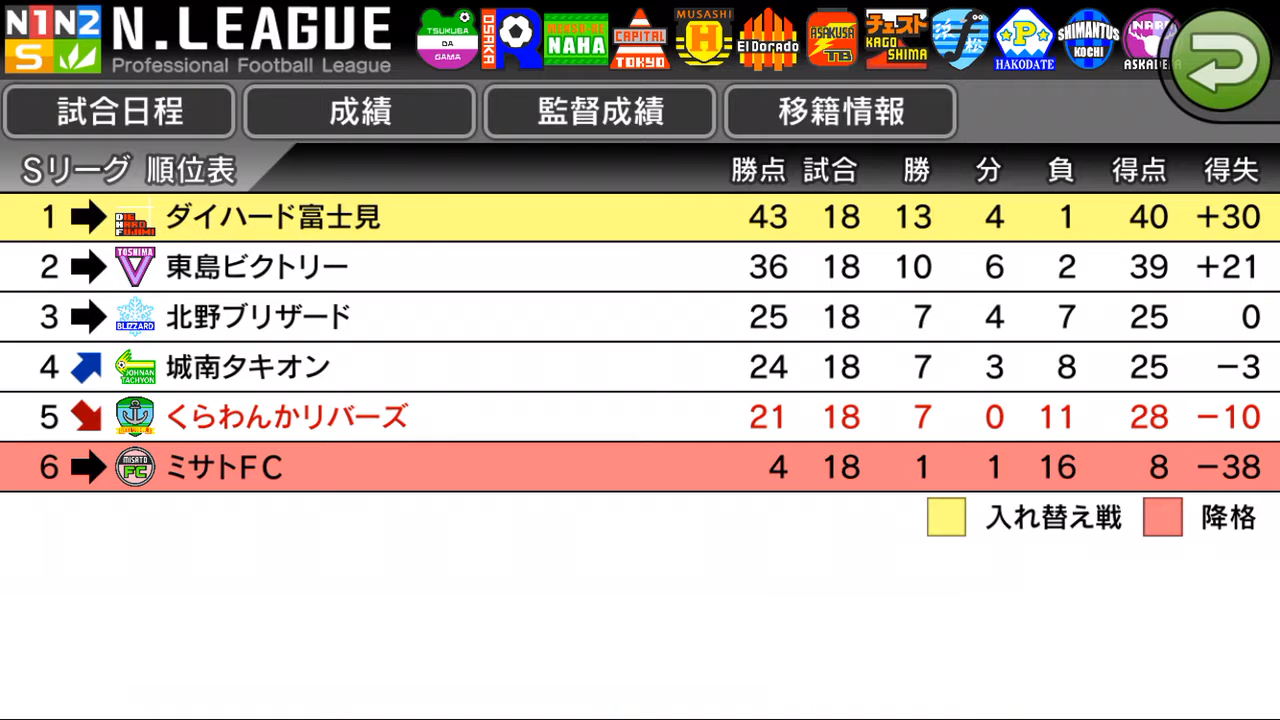 N1 N2 S N.LEAGUE
Professional Football League
TSUKUBA DA GAMA
OSAKA R
NAHA
CAPITAL TOKYO
MUSASHI H
El Dorado
ASAKUSA TB
チェスト KAGO SHIMA
浜松
P HAKODATE
SHIMANTUS KOCHI
NARA
試合日程 成績 監督成績 移籍情報
Sリーグ 順位表 勝点 試合 勝 分 負 得点 得失
1 ダイハード富士見 43 18 13 4 1 40 +30
2 TOSHIMA V 東島ビクトリー 36 18 10 6 2 39 +21
3 BLIZZARD 北野ブリザード 25 18 7 4 7 25 0
4 JOHNAN TACHYON 城南タキオン 24 18 7 3 8 25 −3
5 くらわんかリバーズ 21 18 7 0 11 28 −10
6 MISATO FC ミサトFC 4 18 1 1 16 8 −38
入れ替え戦 降格